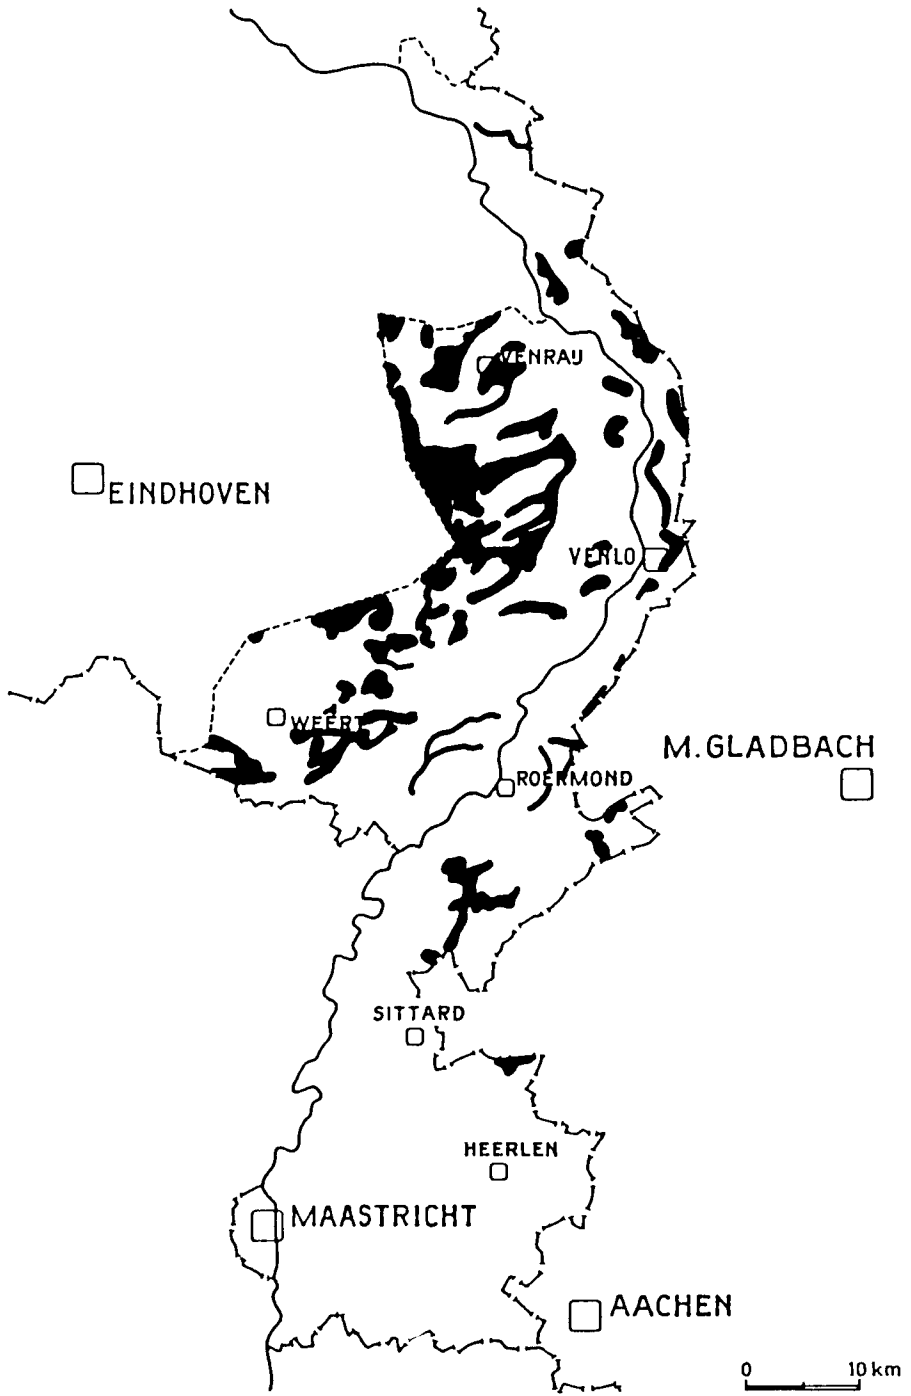 VENRAIJ
EINDHOVEN
VENLO
WEERT
M.GLADBACH
ROERMOND
SITTARD
HEERLEN
MAASTRICHT
AACHEN
0 10 km